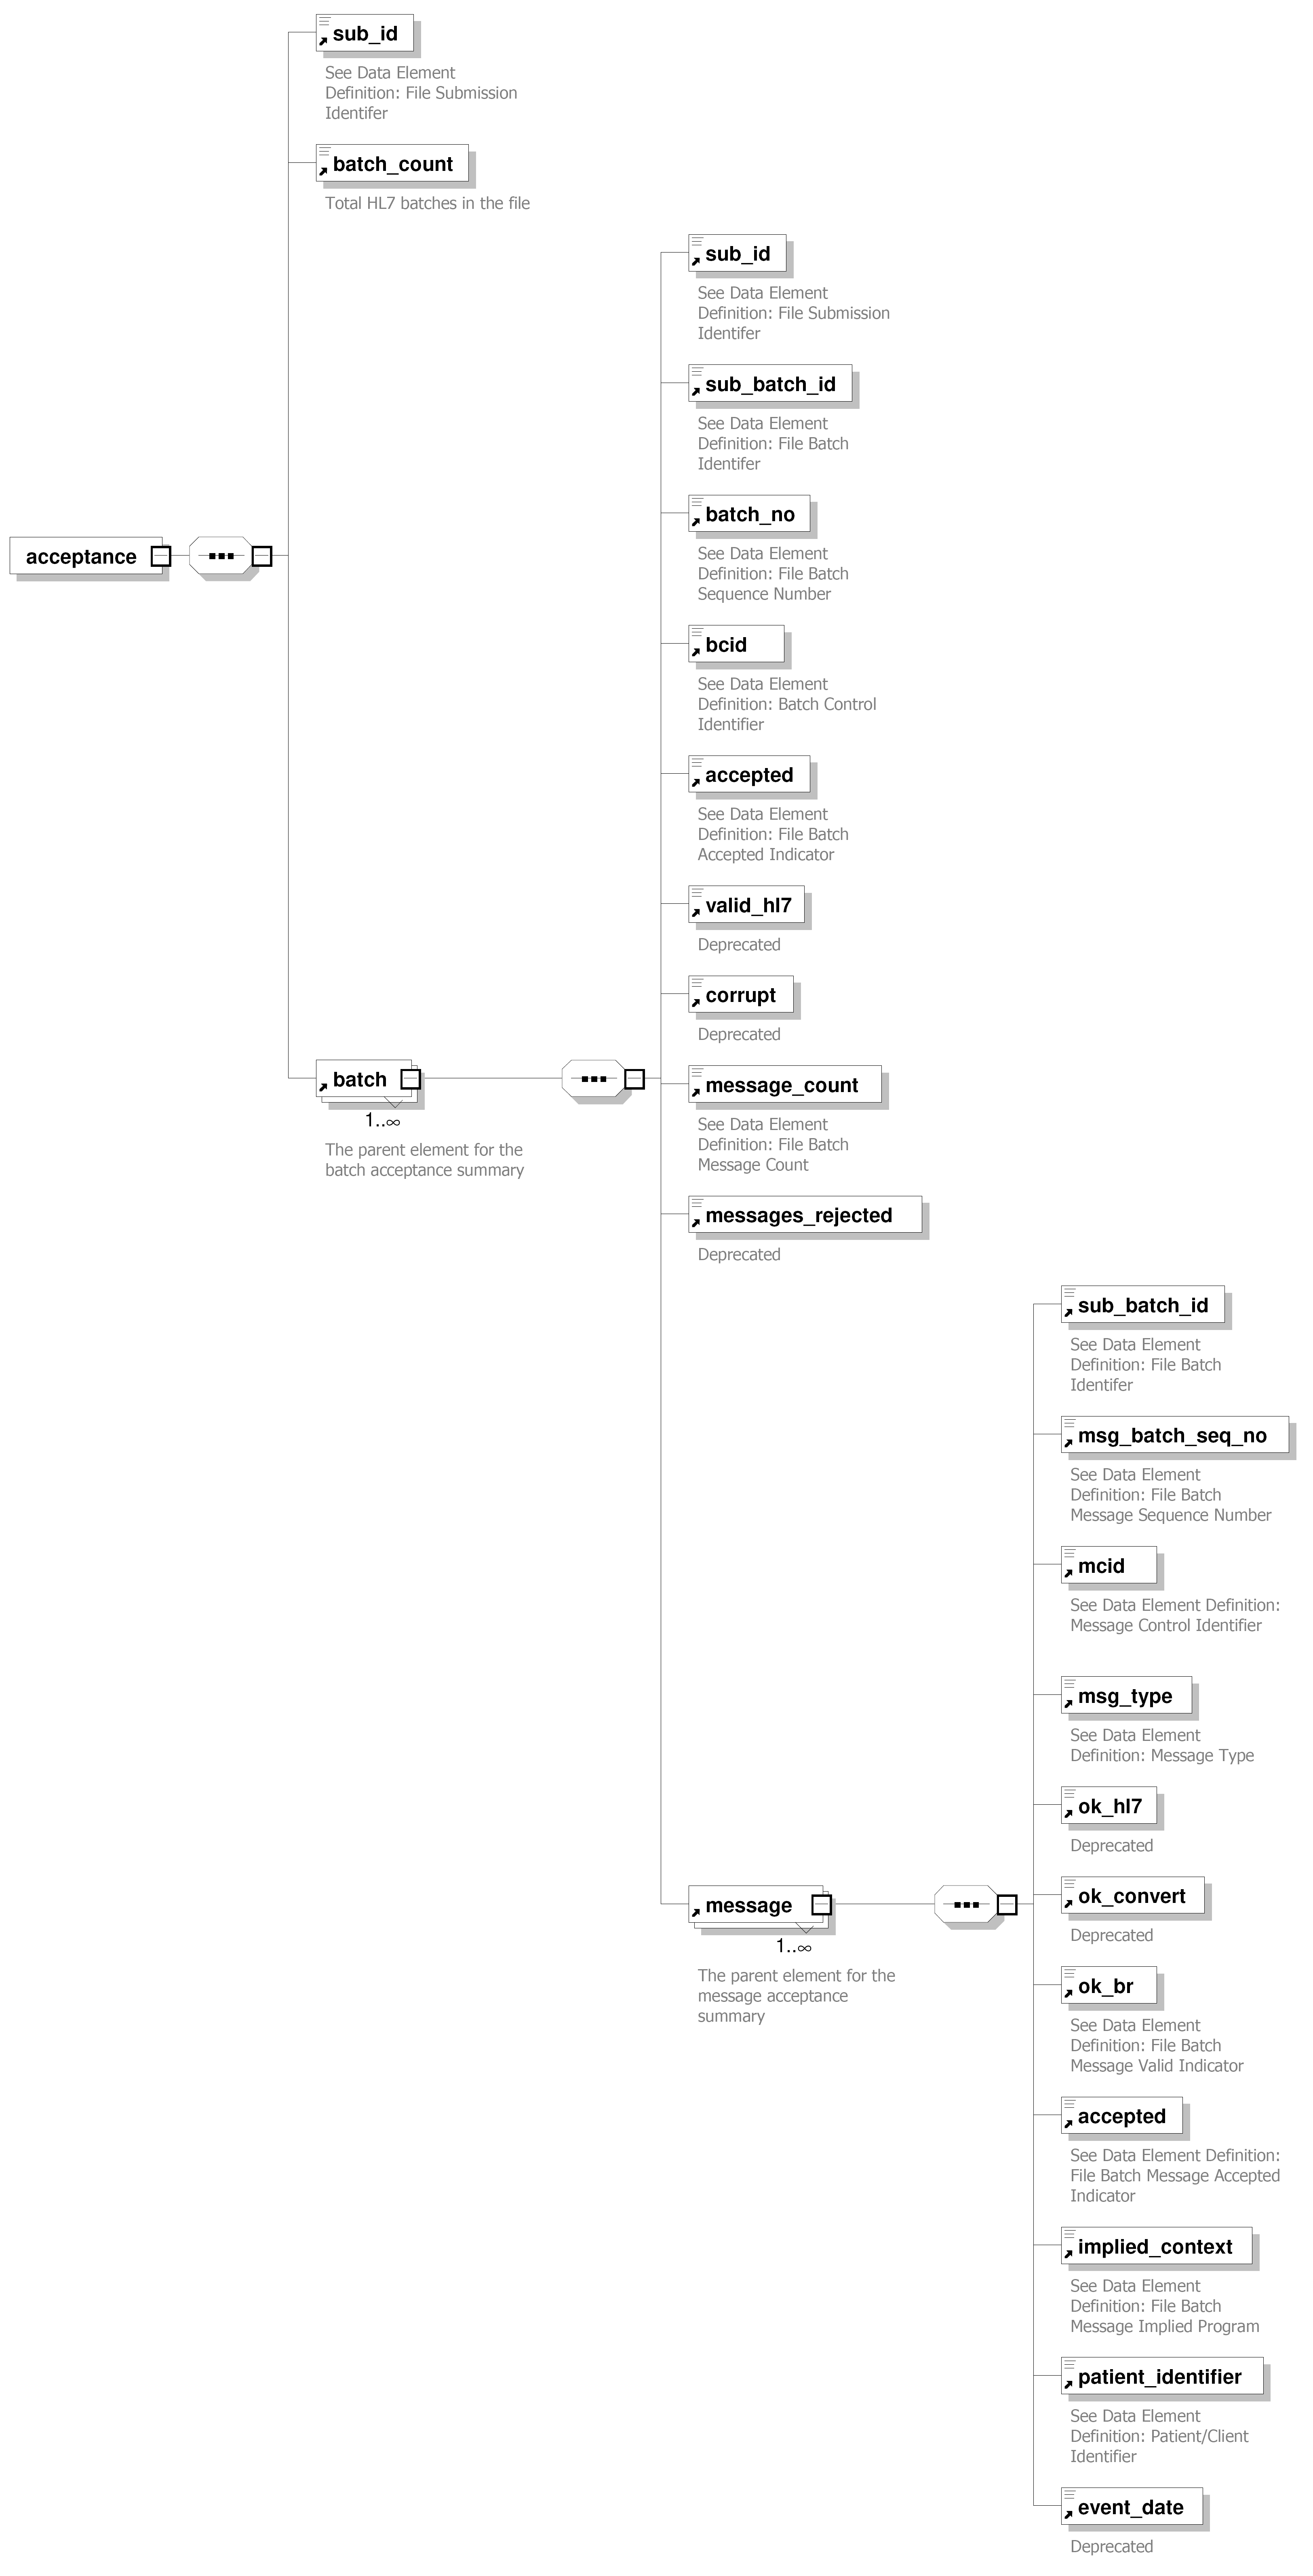 sub_id
See Data Element
Definition: File Submission
Identifer
batch_count
Total HL7 batches in the file
sub_id
See Data Element
Definition: File Submission
Identifer
sub_batch_id
See Data Element
Definition: File Batch
Identifer
batch_no
See Data Element
Definition: File Batch
Sequence Number
acceptance
bcid
See Data Element
Definition: Batch Control
Identifier
accepted
See Data Element
Definition: File Batch
Accepted Indicator
valid_hl7
Deprecated
corrupt
Deprecated
batch
1..∞
The parent element for the
batch acceptance summary
message_count
See Data Element
Definition: File Batch
Message Count
messages_rejected
Deprecated
sub_batch_id
See Data Element
Definition: File Batch
Identifer
msg_batch_seq_no
See Data Element
Definition: File Batch
Message Sequence Number
mcid
See Data Element Definition:
Message Control Identifier
msg_type
See Data Element
Definition: Message Type
ok_hl7
Deprecated
message
1..∞
The parent element for the
message acceptance
summary
ok_convert
Deprecated
ok_br
See Data Element
Definition: File Batch
Message Valid Indicator
accepted
See Data Element Definition:
File Batch Message Accepted
Indicator
implied_context
See Data Element
Definition: File Batch
Message Implied Program
patient_identifier
See Data Element
Definition: Patient/Client
Identifier
event_date
Deprecated